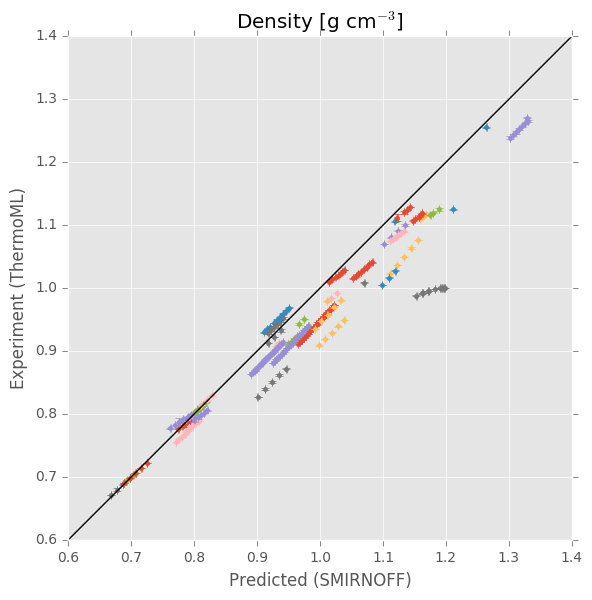 Density [g cm⁻³]
Experiment (ThermoML)
1.4
1.3
1.2
1.1
1.0
0.9
0.8
0.7
0.6
0.6 0.7 0.8 0.9 1.0 1.1 1.2 1.3 1.4
Predicted (SMIRNOFF)